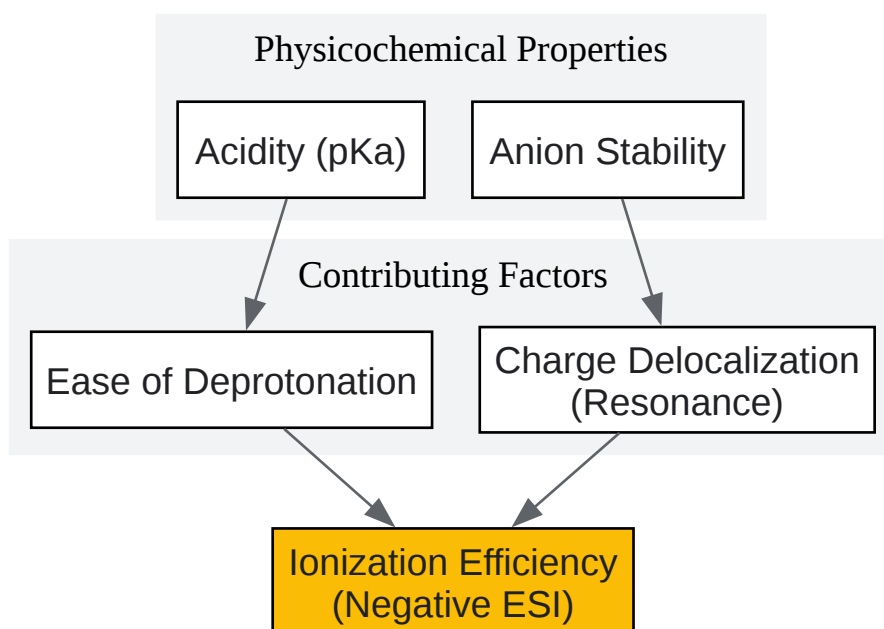 Physicochemical Properties
Acidity (pKa)
Anion Stability
Contributing Factors
Ease of Deprotonation
Charge Delocalization
(Resonance)
Ionization Efficiency
(Negative ESI)